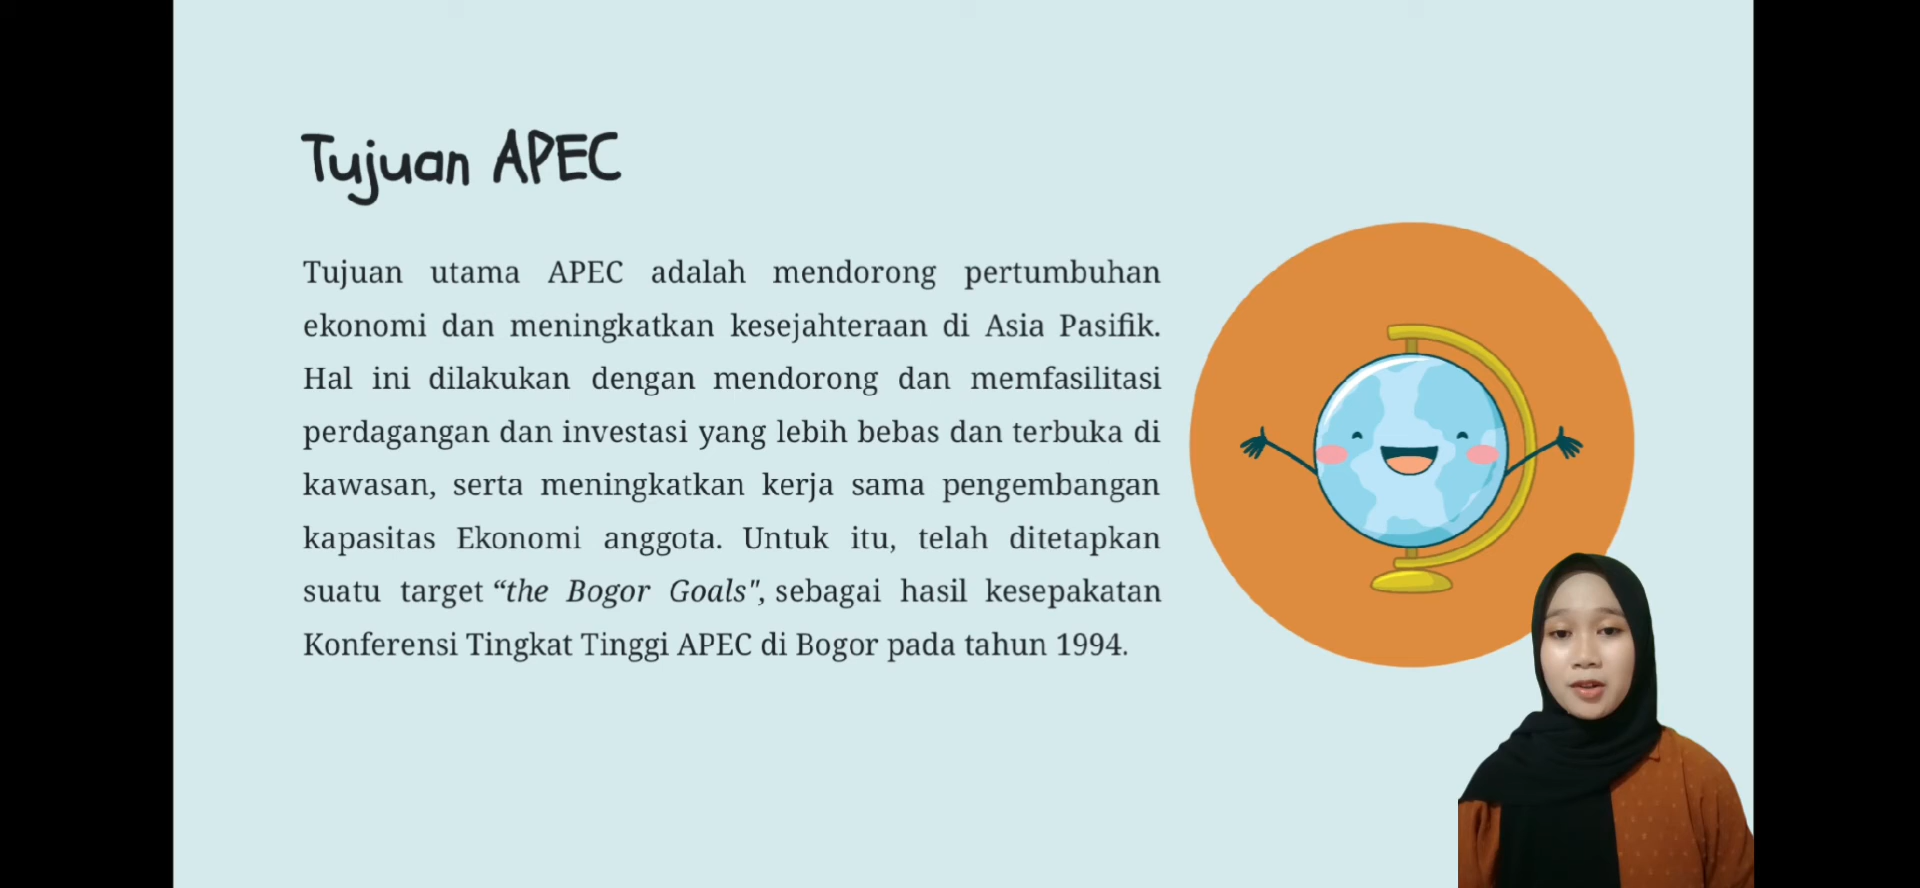 Tujuan APEC
Tujuan utama APEC adalah mendorong pertumbuhan
ekonomi dan meningkatkan kesejahteraan di Asia Pasifik.
Hal ini dilakukan dengan mendorong dan memfasilitasi
perdagangan dan investasi yang lebih bebas dan terbuka di
kawasan, serta meningkatkan kerja sama pengembangan
kapasitas Ekonomi anggota. Untuk itu, telah ditetapkan
suatu target “the Bogor Goals", sebagai hasil kesepakatan
Konferensi Tingkat Tinggi APEC di Bogor pada tahun 1994.